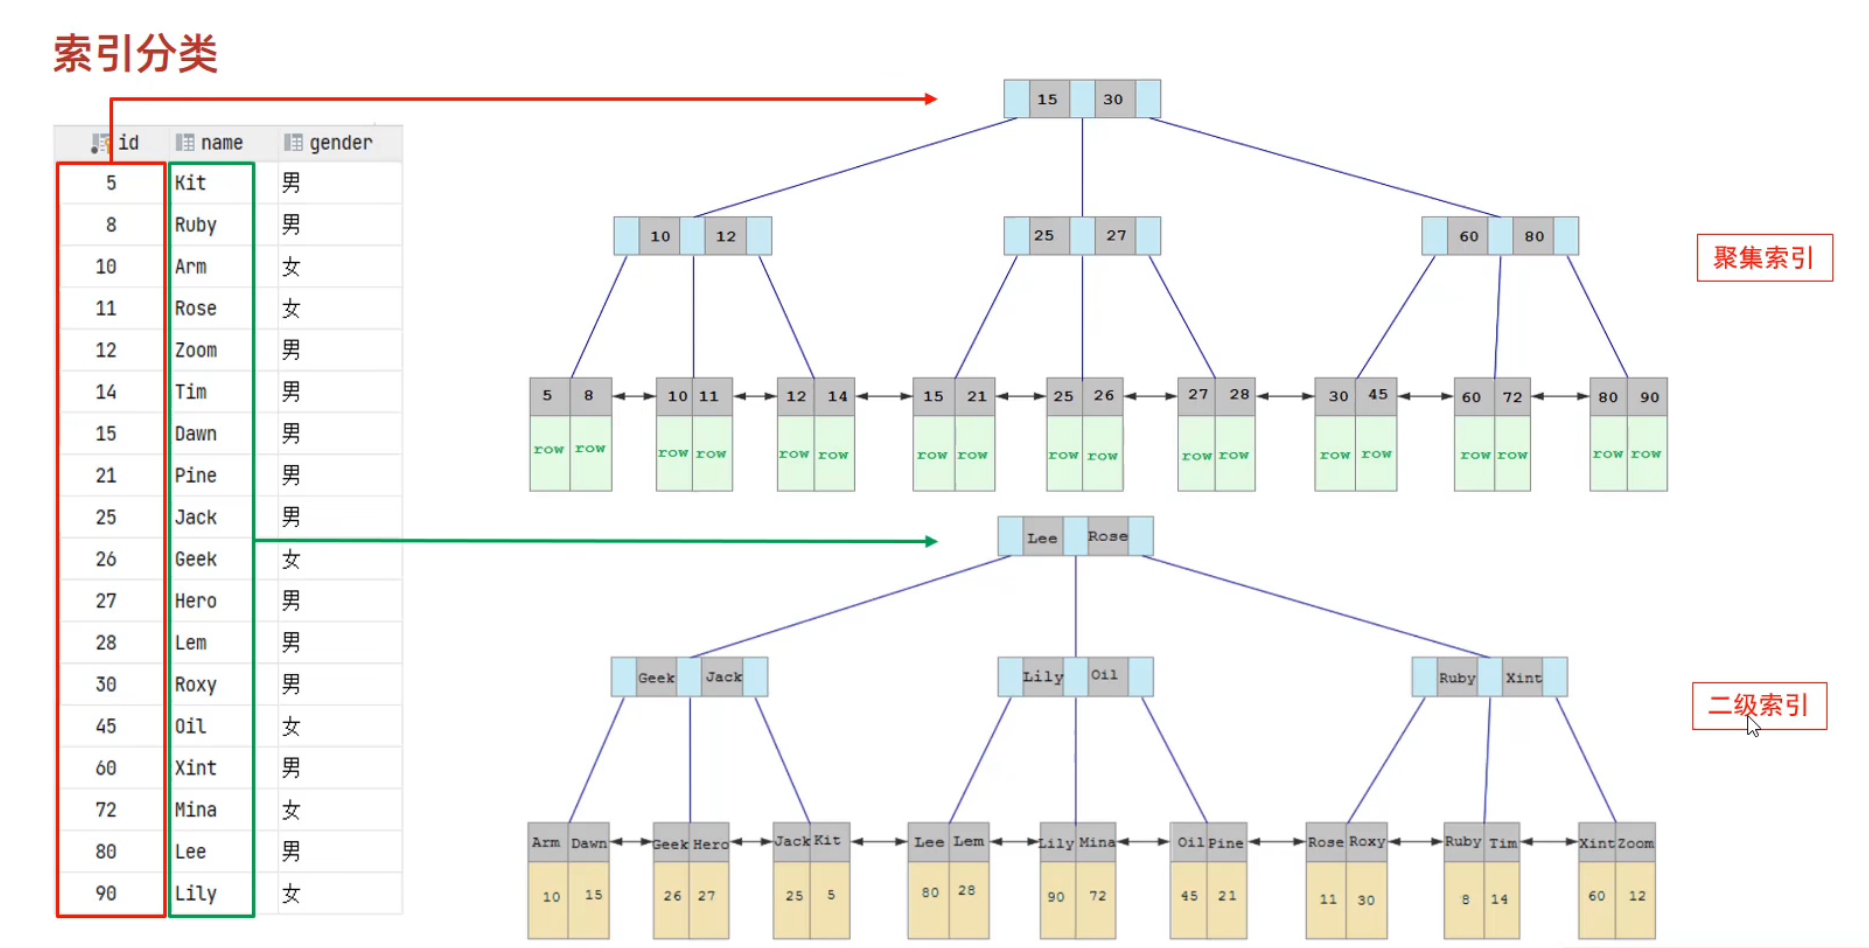 索引分类
id name gender
5 Kit 男
8 Ruby 男
10 Arm 女
11 Rose 女
12 Zoom 男
14 Tim 男
15 Dawn 男
21 Pine 男
25 Jack 男
26 Geek 女
27 Hero 男
28 Lem 男
30 Roxy 男
45 Oil 女
60 Xint 男
72 Mina 女
80 Lee 男
90 Lily 女
15 30
10 12 25 27 60 80
聚集索引
5 8 10 11 12 14 15 21 25 26 27 28 30 45 60 72 80 90
row row row row row row row row row row row row row row row row row row
Lee Rose
Geek Jack Lily Oil Ruby Xint
二级索引
Arm Dawn Geek Hero Jack Kit Lee Lem Lily Mina Oil Pine Rose Roxy Ruby Tim Xint Zoom
10 15 26 27 25 5 80 28 90 72 45 21 11 30 8 14 60 12